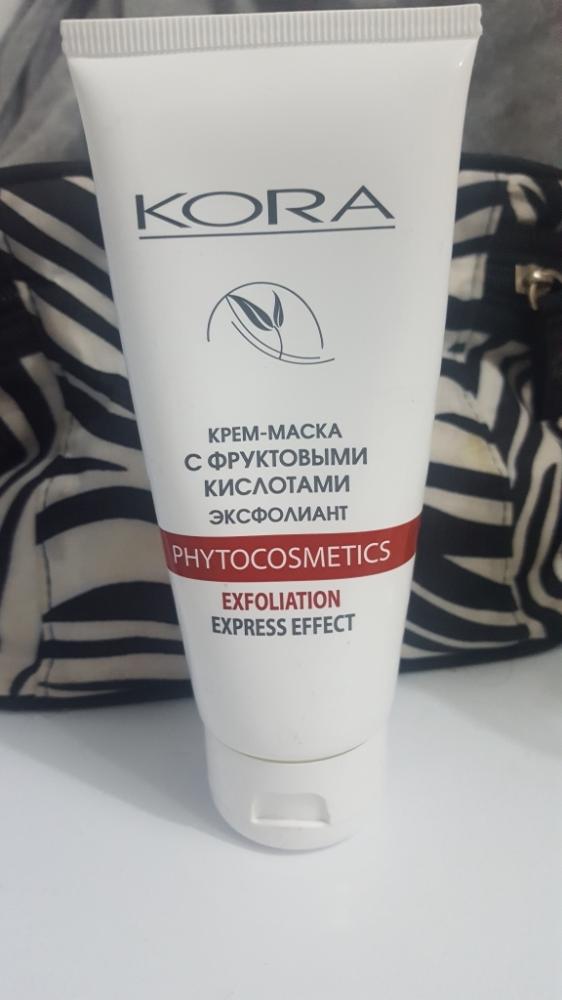 KORA
КРЕМ-МАСКА
С ФРУКТОВЫМИ
КИСЛОТАМИ
ЭКСФОЛИАНТ
PHYTOCOSMETICS
EXFOLIATION
EXPRESS EFFECT